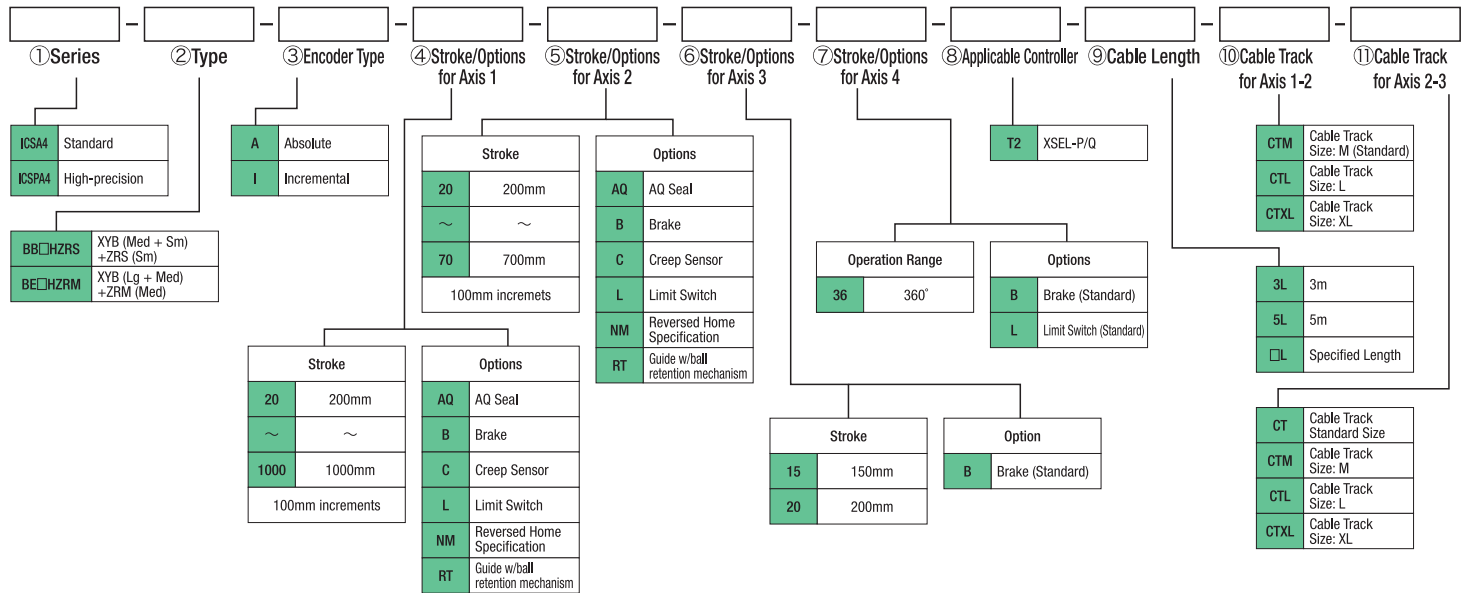 ①Series
②Type
③Encoder Type
④Stroke/Options
for Axis 1
⑤Stroke/Options
for Axis 2
⑥Stroke/Options
for Axis 3
⑦Stroke/Options
for Axis 4
⑧Applicable Controller
⑨Cable Length
⑩Cable Track
for Axis 1-2
⑪Cable Track
for Axis 2-3
ICSA4 Standard
ICSPA4 High-precision
BB□HZRS XYB (Med + Sm)
+ZRS (Sm)
BE□HZRM XYB (Lg + Med)
+ZRM (Med)
A Absolute
I Incremental
Stroke
20 200mm
～ ～
1000 1000mm
100mm increments
Options
AQ AQ Seal
B Brake
C Creep Sensor
L Limit Switch
NM Reversed Home
Specification
RT Guide w/ball
retention mechanism
Stroke
20 200mm
～ ～
70 700mm
100mm incremets
Options
AQ AQ Seal
B Brake
C Creep Sensor
L Limit Switch
NM Reversed Home
Specification
RT Guide w/ball
retention mechanism
Stroke
15 150mm
20 200mm
Option
B Brake (Standard)
Operation Range
36 360˚
Options
B Brake (Standard)
L Limit Switch (Standard)
T2 XSEL-P/Q
3L 3m
5L 5m
□L Specified Length
CTM Cable Track
Size: M (Standard)
CTL Cable Track
Size: L
CTXL Cable Track
Size: XL
CT Cable Track
Standard Size
CTM Cable Track
Size: M
CTL Cable Track
Size: L
CTXL Cable Track
Size: XL